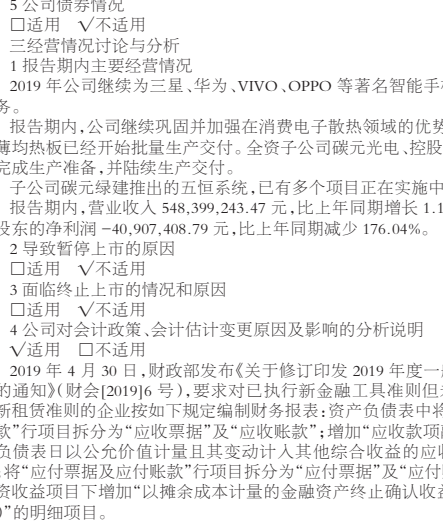 5 公司债券情况
□适用 √不适用
三经营情况讨论与分析
1 报告期内主要经营情况
2019 年公司继续为三星、华为、VIVO、OPPO 等著名智能手机
务。
报告期内,公司继续巩固并加强在消费电子散热领域的优势
薄均热板已经开始批量生产交付。全资子公司碳元光电、控股
完成生产准备,并陆续生产交付。
子公司碳元绿建推出的五恒系统,已有多个项目正在实施中
报告期内,营业收入 548,399,243.47 元,比上年同期增长 1.1
股东的净利润 -40,907,408.79 元,比上年同期减少 176.04%。
2 导致暂停上市的原因
□适用 √不适用
3 面临终止上市的情况和原因
□适用 √不适用
4 公司对会计政策、会计估计变更原因及影响的分析说明
√适用 □不适用
2019 年 4 月 30 日,财政部发布《关于修订印发 2019 年度一般
的通知》(财会[2019]6 号),要求对已执行新金融工具准则但
新租赁准则的企业按如下规定编制财务报表:资产负债表中将
款”行项目拆分为“应收票据”及“应收账款”;增加“应收款项
负债表日以公允价值计量且其变动计入其他综合收益的应收
将“应付票据及应付账款”行项目拆分为“应付票据”及“应付
资收益项目下增加“以摊余成本计量的金融资产终止确认收益
)”的明细项目。